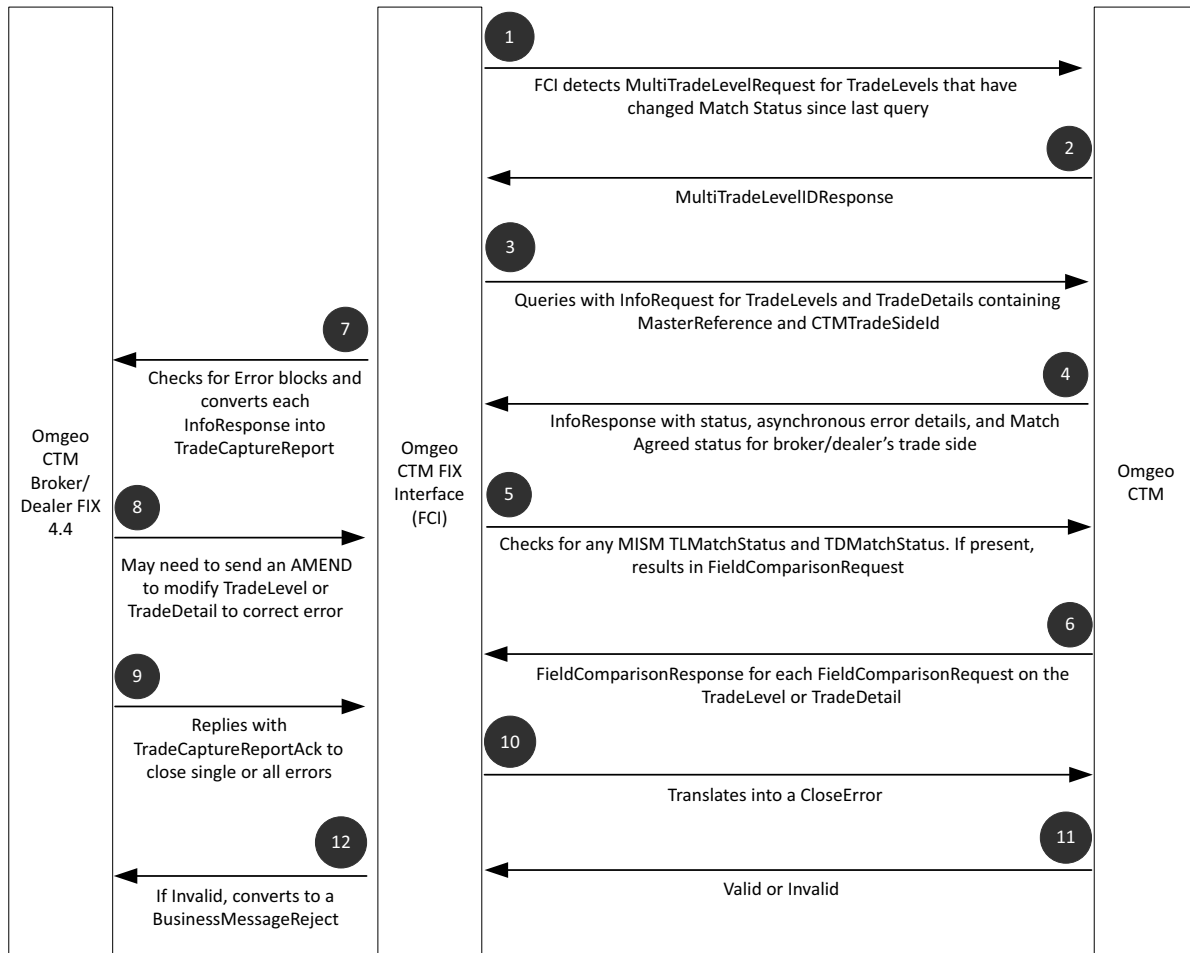 1
FCI detects MultiTradeLevelRequest for TradeLevels that have
changed Match Status since last query
2
MultiTradeLevelIDResponse
3
Queries with InfoRequest for TradeLevels and TradeDetails containing
MasterReference and CTMTradeSideId
7
Checks for Error blocks and
converts each
InfoResponse into
TradeCaptureReport
4
InfoResponse with status, asynchronous error details, and Match
Agreed status for broker/dealer’s trade side
Omgeo
CTM
Broker/
Dealer FIX
4.4
Omgeo
CTM FIX
Interface
(FCI)
Omgeo
CTM
5
Checks for any MISM TLMatchStatus and TDMatchStatus. If present,
results in FieldComparisonRequest
8
May need to send an AMEND
to modify TradeLevel or
TradeDetail to correct error
6
FieldComparisonResponse for each FieldComparisonRequest on the
TradeLevel or TradeDetail
9
Replies with
TradeCaptureReportAck to
close single or all errors
10
Translates into a CloseError
11
Valid or Invalid
12
If Invalid, converts to a
BusinessMessageReject